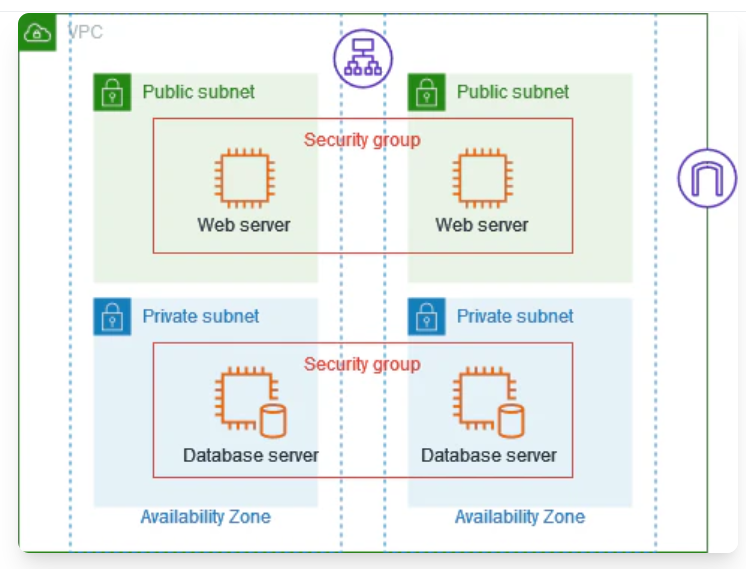 VPC
Public subnet
Public subnet
Security group
Web server
Web server
Private subnet
Private subnet
Security group
Database server
Database server
Availability Zone
Availability Zone